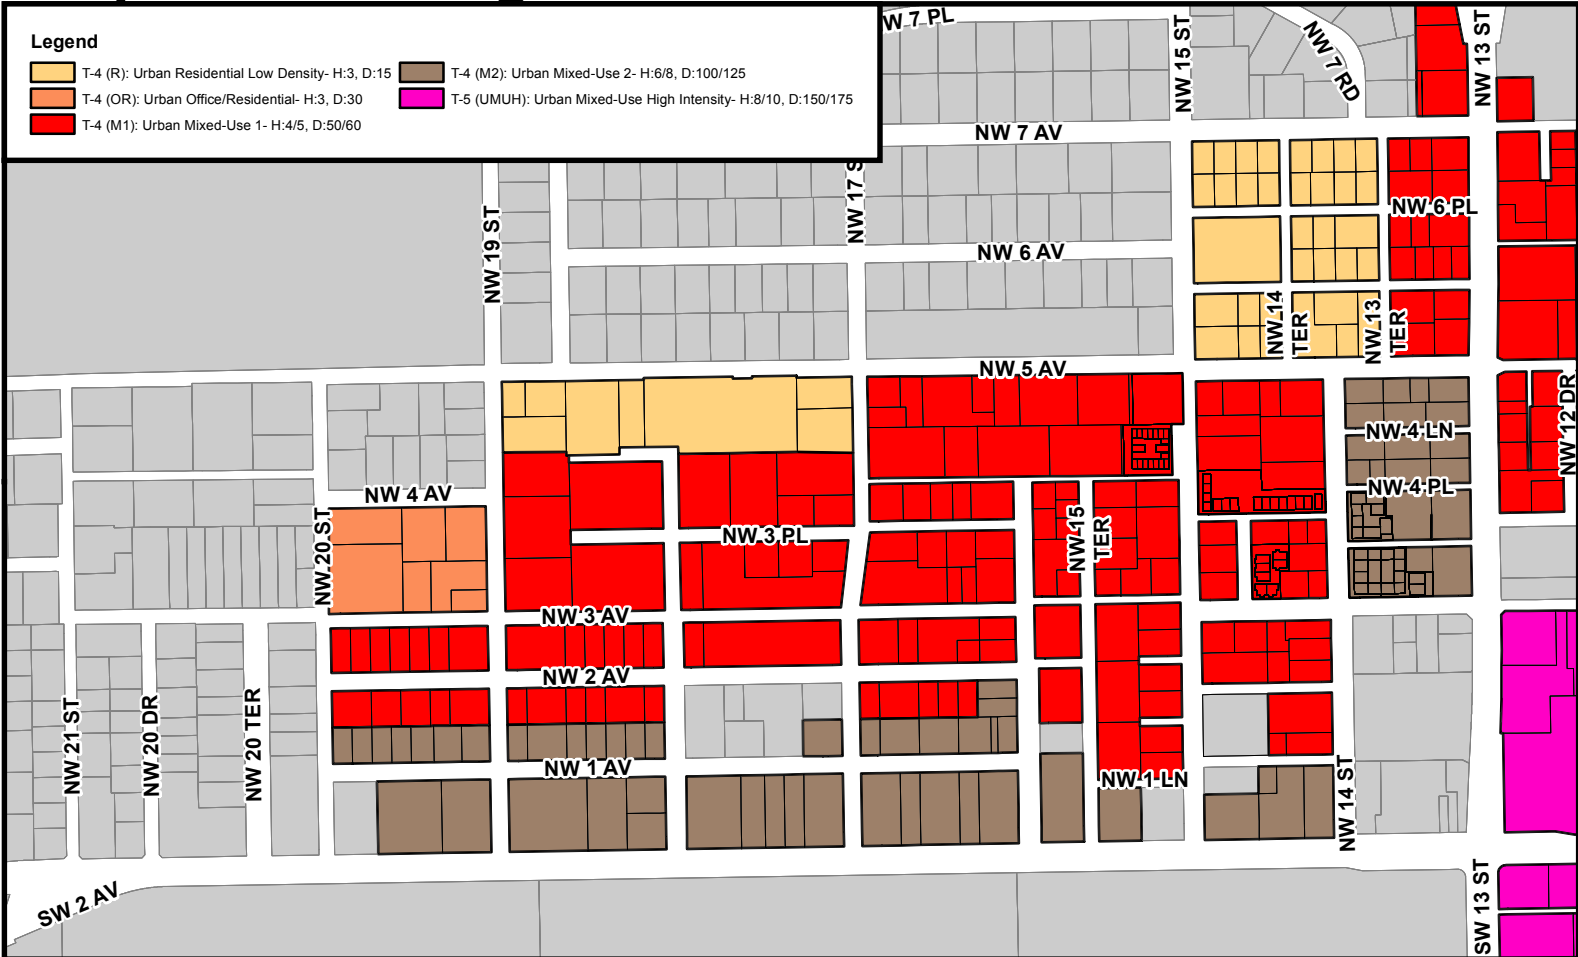 Legend
T-4 (R): Urban Residential Low Density- H:3, D:15
T-4 (OR): Urban Office/Residential- H:3, D:30
T-4 (M1): Urban Mixed-Use 1- H:4/5, D:50/60
T-4 (M2): Urban Mixed-Use 2- H:6/8, D:100/125
T-5 (UMUH): Urban Mixed-Use High Intensity- H:8/10, D:150/175
W 7 PL
NW 15 ST
NW 7 RD
NW 13 ST
NW 7 AV
NW 17 S
NW 6 PL
NW 19 ST
NW 6 AV
NW 14
TER
NW 13
TER
NW 5 AV
NW 12 DR
NW 4 LN
NW 4 PL
NW 4 AV
NW 20 ST
NW 3 PL
NW 15
TER
NW 3 AV
NW 2 AV
NW 21 ST
NW 20 DR
NW 20 TER
NW 1 AV
NW 1 LN
NW 14 ST
SW 2 AV
SW 13 ST